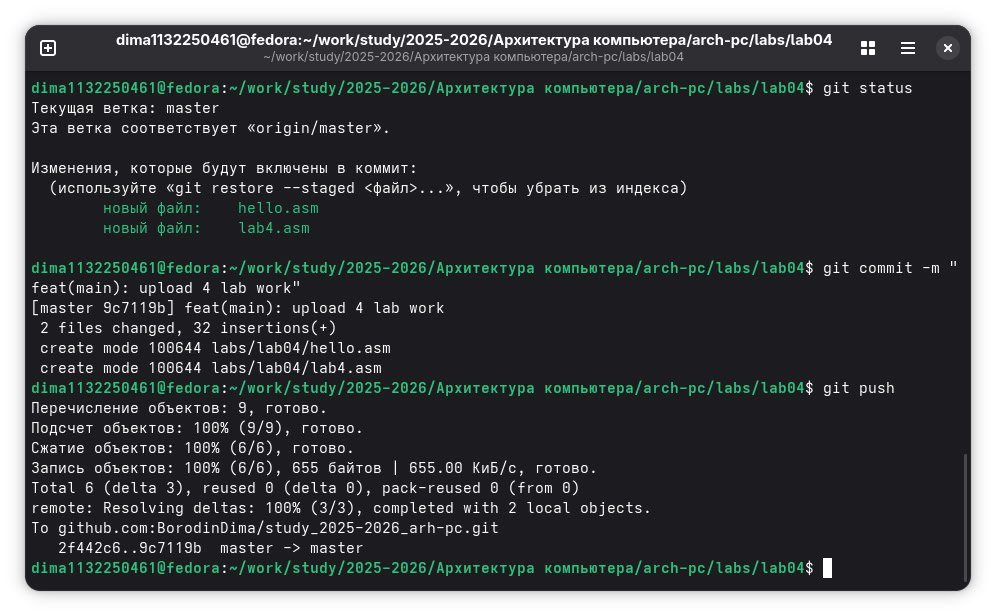 dima1132250461@fedora:~/work/study/2025-2026/Архитектура компьютера/arch-pc/labs/lab04
~/work/study/2025-2026/Архитектура компьютера/arch-pc/labs/lab04
dima1132250461@fedora:~/work/study/2025-2026/Архитектура компьютера/arch-pc/labs/lab04$ git status
Текущая ветка: master
Эта ветка соответствует «origin/master».
Изменения, которые будут включены в коммит:
  (используйте «git restore --staged <файл>...», чтобы убрать из индекса)
        новый файл:    hello.asm
        новый файл:    lab4.asm
dima1132250461@fedora:~/work/study/2025-2026/Архитектура компьютера/arch-pc/labs/lab04$ git commit -m "
feat(main): upload 4 lab work"
[master 9c7119b] feat(main): upload 4 lab work
 2 files changed, 32 insertions(+)
 create mode 100644 labs/lab04/hello.asm
 create mode 100644 labs/lab04/lab4.asm
dima1132250461@fedora:~/work/study/2025-2026/Архитектура компьютера/arch-pc/labs/lab04$ git push
Перечисление объектов: 9, готово.
Подсчет объектов: 100% (9/9), готово.
Сжатие объектов: 100% (6/6), готово.
Запись объектов: 100% (6/6), 655 байтов | 655.00 КиБ/с, готово.
Total 6 (delta 3), reused 0 (delta 0), pack-reused 0 (from 0)
remote: Resolving deltas: 100% (3/3), completed with 2 local objects.
To github.com:BorodinDima/study_2025-2026_arh-pc.git
   2f442c6..9c7119b  master -> master
dima1132250461@fedora:~/work/study/2025-2026/Архитектура компьютера/arch-pc/labs/lab04$